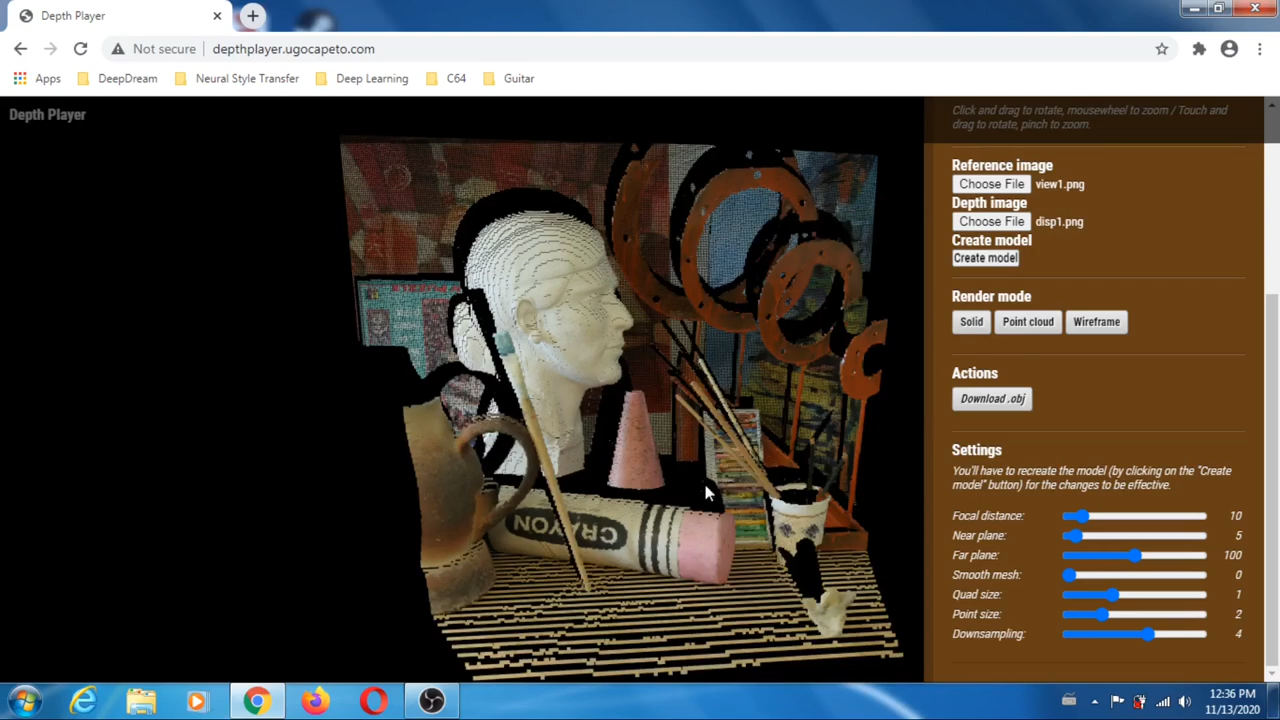 Depth Player
Not secure depthplayer.ugocapeto.com
Apps DeepDream Neural Style Transfer Deep Learning C64 Guitar
Depth Player
Click and drag to rotate, mousewheel to zoom / Touch and
drag to rotate, pinch to zoom.
Reference image
Choose File view1.png
Depth image
Choose File disp1.png
Create model
Create model
Render mode
Solid Point cloud Wireframe
Actions
Download .obj
Settings
You'll have to recreate the model (by clicking on the "Create
model" button) for the changes to be effective.
Focal distance: 10
Near plane: 5
Far plane: 100
Smooth mesh: 0
Quad size: 1
Point size: 2
Downsampling: 4
CRAYON
12:36 PM
11/13/2020